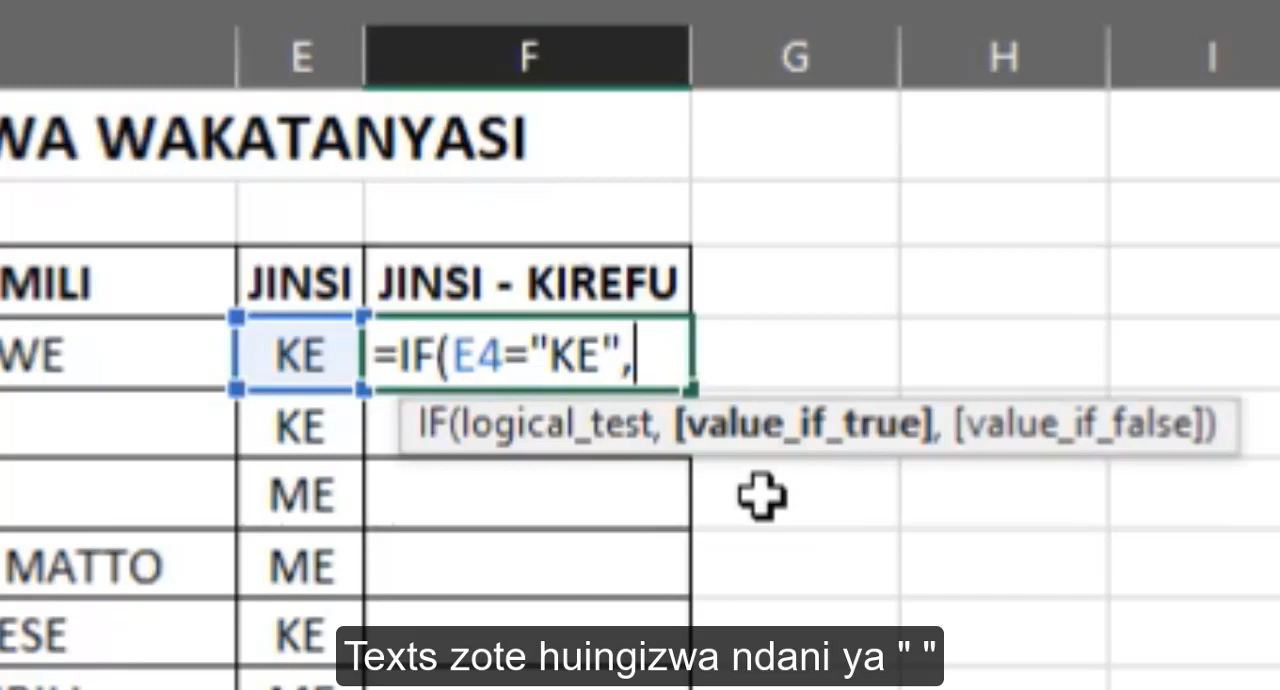 E F G H I
WA WAKATANYASI
MILI JINSI JINSI - KIREFU
WE KE =IF(E4="KE",
KE IF(logical_test, [value_if_true], [value_if_false])
ME
MATTO ME
ESE KE
Texts zote huingizwa ndani ya " "
ME